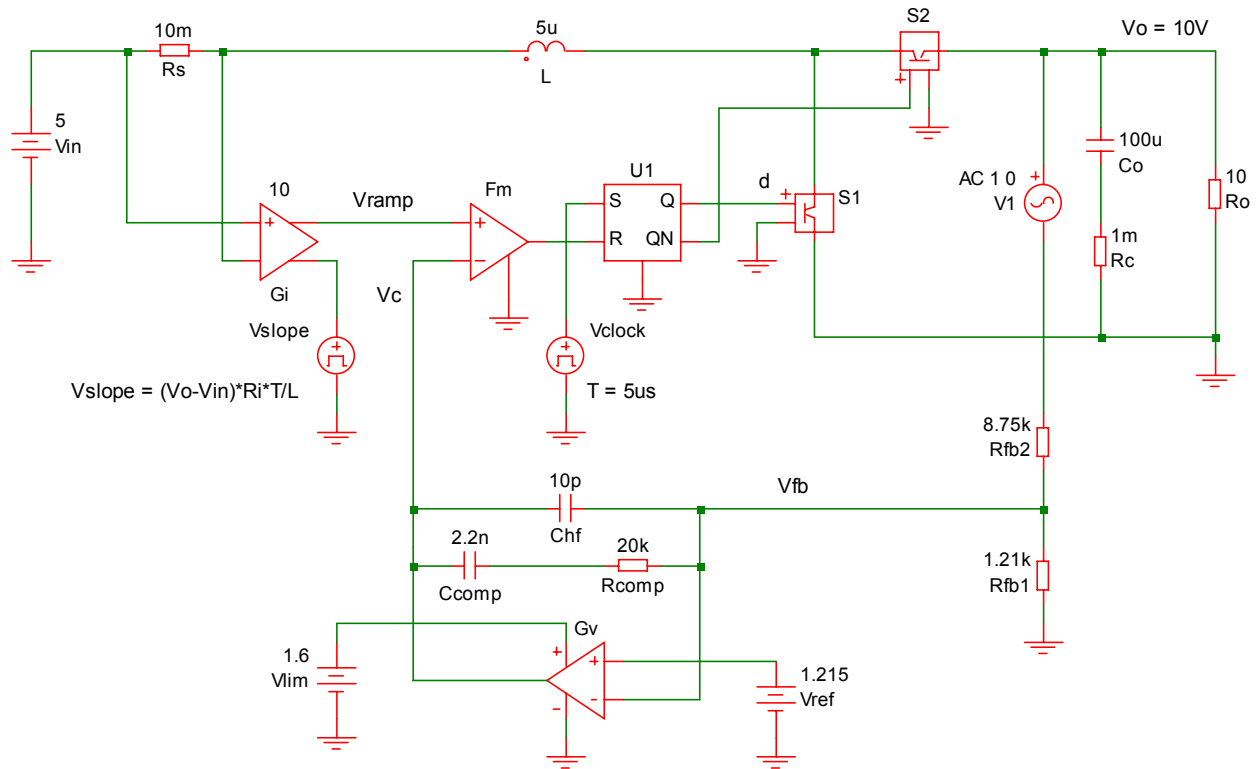 10m
Rs
5u
L
S2
Vo = 10V
5
Vin
10
Gi
Vramp
Fm
U1
S
Q
R
QN
d
S1
AC 1 0
V1
100u
Co
1m
Rc
10
Ro
Vc
Vslope
Vslope = (Vo-Vin)*Ri*T/L
Vclock
T = 5us
8.75k
Rfb2
10p
Chf
Vfb
2.2n
Ccomp
20k
Rcomp
1.21k
Rfb1
Gv
1.6
Vlim
1.215
Vref